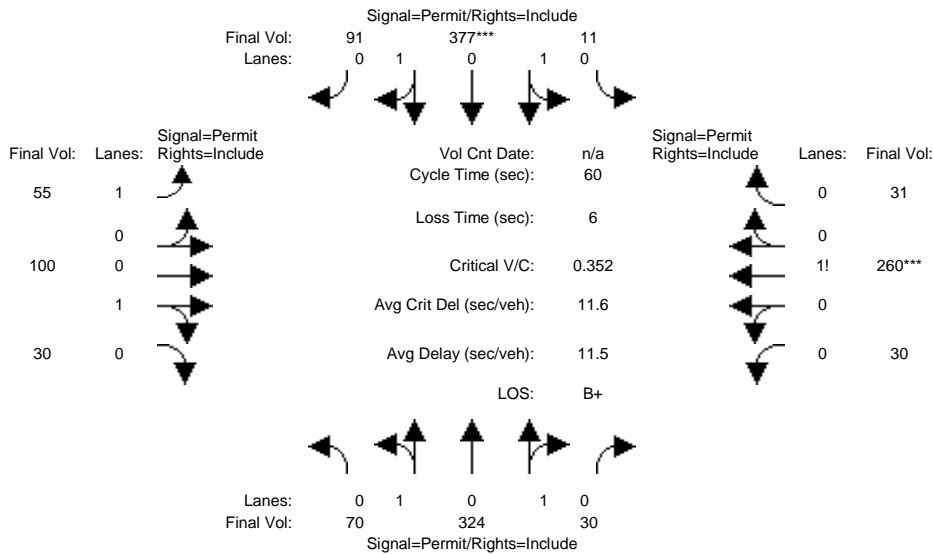 Signal=Permit/Rights=Include
Final Vol: 91 377*** 11
Lanes: 0 1 0 1 0
Signal=Permit
Final Vol: Lanes: Rights=Include
Vol Cnt Date: n/a
Signal=Permit
Rights=Include Lanes: Final Vol:
Cycle Time (sec): 60
55 1
0 31
Loss Time (sec): 6
0
0
100 0
Critical V/C: 0.352
1! 260***
1
Avg Crit Del (sec/veh): 11.6
0
30 0
Avg Delay (sec/veh): 11.5
0 30
LOS: B+
Lanes: 0 1 0 1 0
Final Vol: 70 324 30
Signal=Permit/Rights=Include